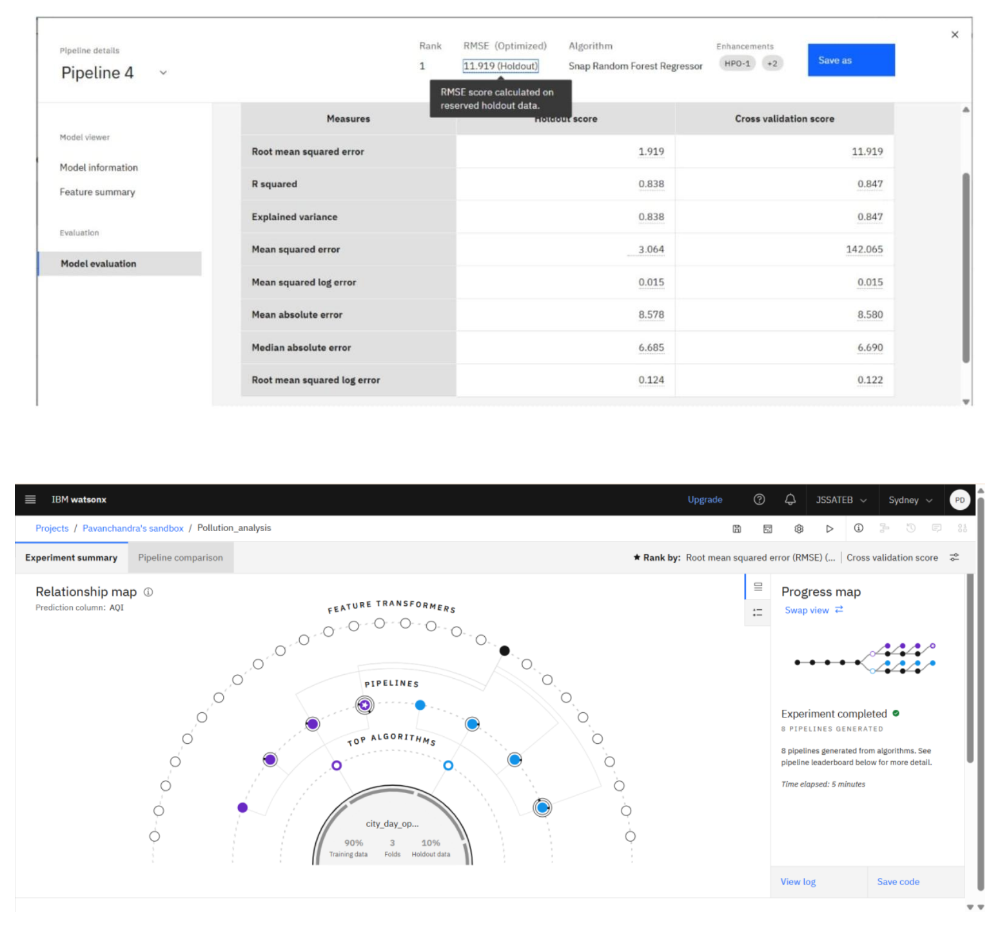 Pipeline details
Pipeline 4
Rank
1
RMSE (Optimized)
11.919 (Holdout)
Algorithm
Snap Random Forest Regressor
Enhancements
HPO-1 +2
Save as
RMSE score calculated on
reserved holdout data.
Model viewer
Model information
Feature summary
Evaluation
Model evaluation
Measures Holdout score Cross validation score
Root mean squared error 1.919 11.919
R squared 0.838 0.847
Explained variance 0.838 0.847
Mean squared error 3.064 142.065
Mean squared log error 0.015 0.015
Mean absolute error 8.578 8.580
Median absolute error 6.685 6.690
Root mean squared log error 0.124 0.122
IBM watsonx
Upgrade JSSATEB Sydney PD
Projects / Pavanchandra's sandbox / Pollution_analysis
Experiment summary Pipeline comparison
Rank by: Root mean squared error (RMSE) (... | Cross validation score
Relationship map
Prediction column: AQI
FEATURE TRANSFORMERS
PIPELINES
TOP ALGORITHMS
city_day_op...
90% 3 10%
Training data Folds Holdout data
Progress map
Swap view
Experiment completed
8 PIPELINES GENERATED
8 pipelines generated from algorithms. See
pipeline leaderboard below for more detail.
Time elapsed: 5 minutes
View log Save code